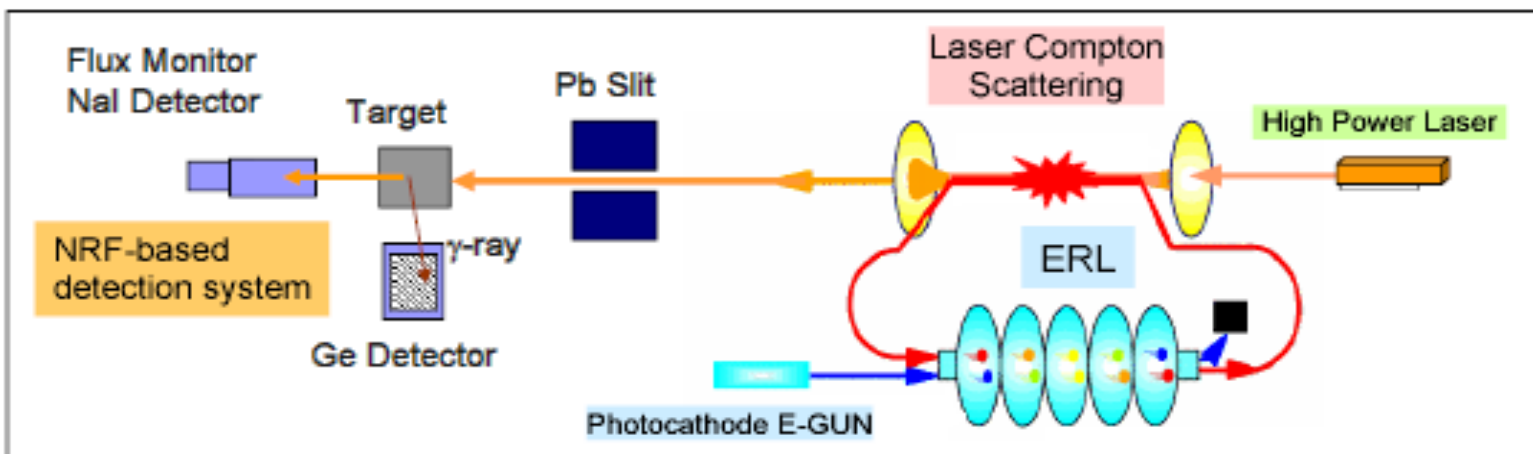 Flux Monitor
NaI Detector
Target
Pb Slit
Laser Compton
Scattering
High Power Laser
NRF-based
detection system
γ-ray
Ge Detector
ERL
Photocathode E-GUN